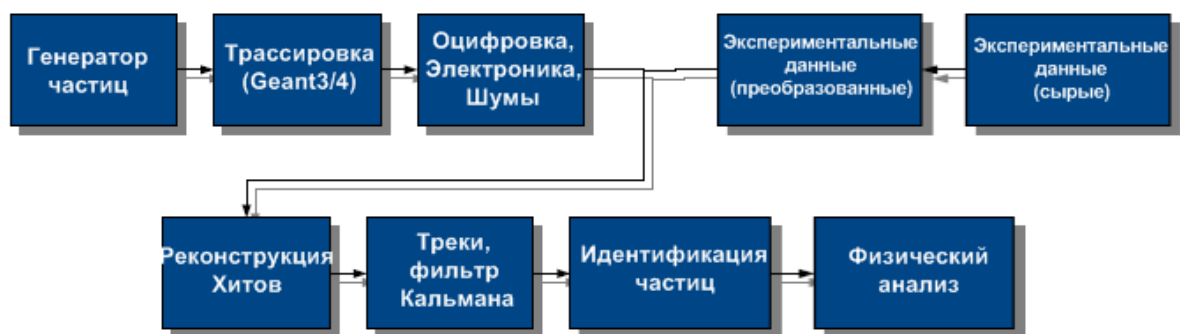 Генератор
частиц
Трассировка
(Geant3/4)
Оцифровка,
Электроника,
Шумы
Экспериментальные
данные
(преобразованные)
Экспериментальные
данные
(сырые)
Реконструкция
Хитов
Треки,
фильтр
Кальмана
Идентификация
частиц
Физический
анализ